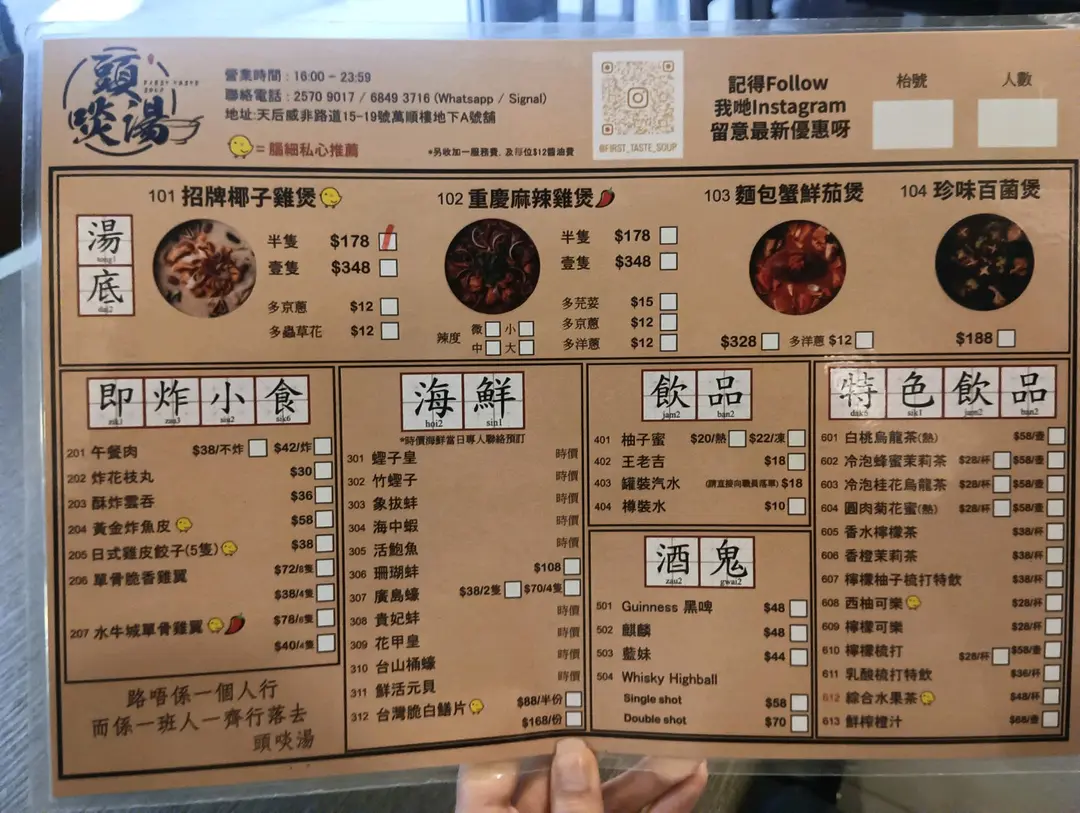 頭啖湯
FIRST TASTE SOUP
營業時間 : 16:00 - 23:59
聯絡電話 : 2570 9017 / 6849 3716 (Whatsapp / Signal)
地址:天后威非路道15-19號萬順樓地下A號舖
= 腦細私心推薦
*另收加一服務費, 及每位$12醬油費
@FIRST_TASTE_SOUP
記得Follow
我哋Instagram
留意最新優惠呀
枱號
人數
湯 tong1
底 dai2
101 招牌椰子雞煲
半隻 $178
壹隻 $348
多京蔥 $12
多蟲草花 $12
102 重慶麻辣雞煲
半隻 $178
壹隻 $348
辣度 微 小 中 大
多芫荽 $15
多京蔥 $12
多洋蔥 $12
103 麵包蟹鮮茄煲
$328 多洋蔥 $12
104 珍味百菌煲
$188
即炸小食
zik1 zaa3 siu2 sik6
201 午餐肉 $38/不炸 $42/炸
202 炸花枝丸 $30
203 酥炸雲吞 $36
204 黃金炸魚皮 $58
205 日式雞皮餃子(5隻) $38
206 單骨脆香雞翼 $72/8隻
$38/4隻
207 水牛城單骨雞翼 $78/8隻
$40/4隻
路唔係一個人行
而係一班人一齊行落去
頭啖湯
海鮮
hoi2 sin1
*時價海鮮當日專人聯絡預訂
301 蟶子皇 時價
302 竹蟶子 時價
303 象拔蚌 時價
304 海中蝦 時價
305 活鮑魚 時價
306 珊瑚蚌 $108
307 廣島蠔 $38/2隻 $70/4隻
308 貴妃蚌 時價
309 花甲皇 時價
310 台山桶蠔 時價
311 鮮活元貝 時價
312 台灣脆白鱔片 $88/半份
$168/份
飲品
jam2 ban2
401 柚子蜜 $20/熱 $22/凍
402 王老吉 $18
403 罐裝汽水 (請直接向職員落單) $18
404 樽裝水 $10
酒鬼
zau2 gwai2
501 Guinness 黑啤 $48
502 麒麟 $48
503 藍妹 $44
504 Whisky Highball
Single shot $58
Double shot $70
特色飲品
dak6 sik1 jam2 ban2
601 白桃烏龍茶(熱) $58/壺
602 冷泡蜂蜜茉莉茶 $28/杯 $58/壺
603 冷泡桂花烏龍茶 $28/杯 $58/壺
604 圓肉菊花蜜(熱) $28/杯 $58/壺
605 香水檸檬茶 $38/杯
606 香橙茉莉茶 $38/杯
607 檸檬柚子梳打特飲 $38/杯
608 西柚可樂 $28/杯
609 檸檬可樂 $28/杯
610 檸檬梳打 $28/杯 $58/壺
611 乳酸梳打特飲 $36/杯
612 綜合水果茶 $48/杯
613 鮮榨橙汁 $68/壺